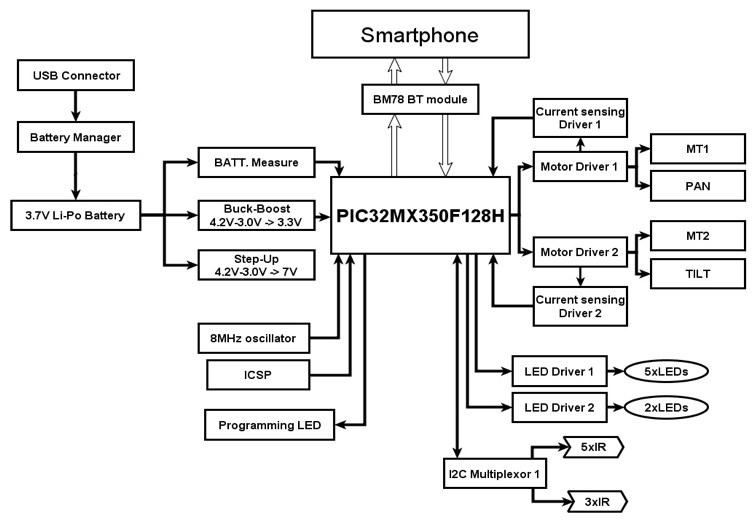 Smartphone
USB Connector
BM78 BT module
Battery Manager
Current sensing
Driver 1
BATT. Measure
Motor Driver 1
MT1
PAN
3.7V Li-Po Battery
Buck-Boost
4.2V-3.0V -> 3.3V
PIC32MX350F128H
MT2
Step-Up
4.2V-3.0V -> 7V
Motor Driver 2
TILT
Current sensing
Driver 2
8MHz oscillator
ICSP
LED Driver 1
5xLEDs
LED Driver 2
2xLEDs
Programming LED
I2C Multiplexor 1
5xIR
3xIR